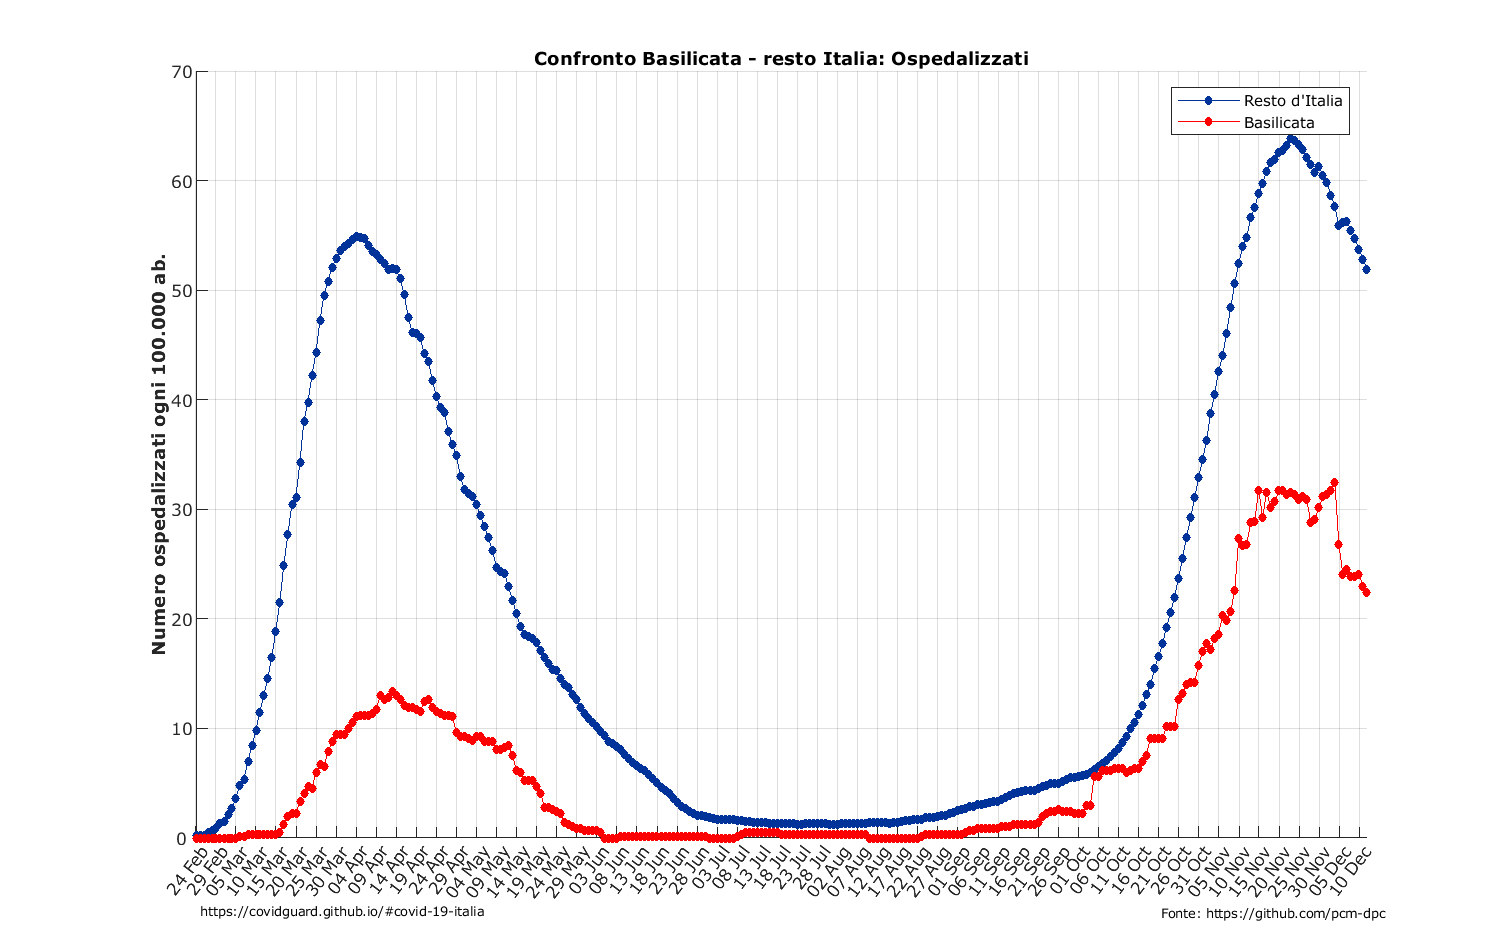 Confronto Basilicata - resto Italia: Ospedalizzati
Resto d'Italia
Basilicata
Numero ospedalizzati ogni 100.000 ab.
70
60
50
40
30
20
10
0
24 Feb
29 Feb
05 Mar
10 Mar
15 Mar
20 Mar
25 Mar
30 Mar
04 Apr
09 Apr
14 Apr
19 Apr
24 Apr
29 Apr
04 May
09 May
14 May
19 May
24 May
29 May
03 Jun
08 Jun
13 Jun
18 Jun
23 Jun
28 Jun
03 Jul
08 Jul
13 Jul
18 Jul
23 Jul
28 Jul
02 Aug
07 Aug
12 Aug
17 Aug
22 Aug
27 Aug
01 Sep
06 Sep
11 Sep
16 Sep
21 Sep
26 Sep
01 Oct
06 Oct
11 Oct
16 Oct
21 Oct
26 Oct
31 Oct
05 Nov
10 Nov
15 Nov
20 Nov
25 Nov
30 Nov
05 Dec
10 Dec
https://covidguard.github.io/#covid-19-italia
Fonte: https://github.com/pcm-dpc